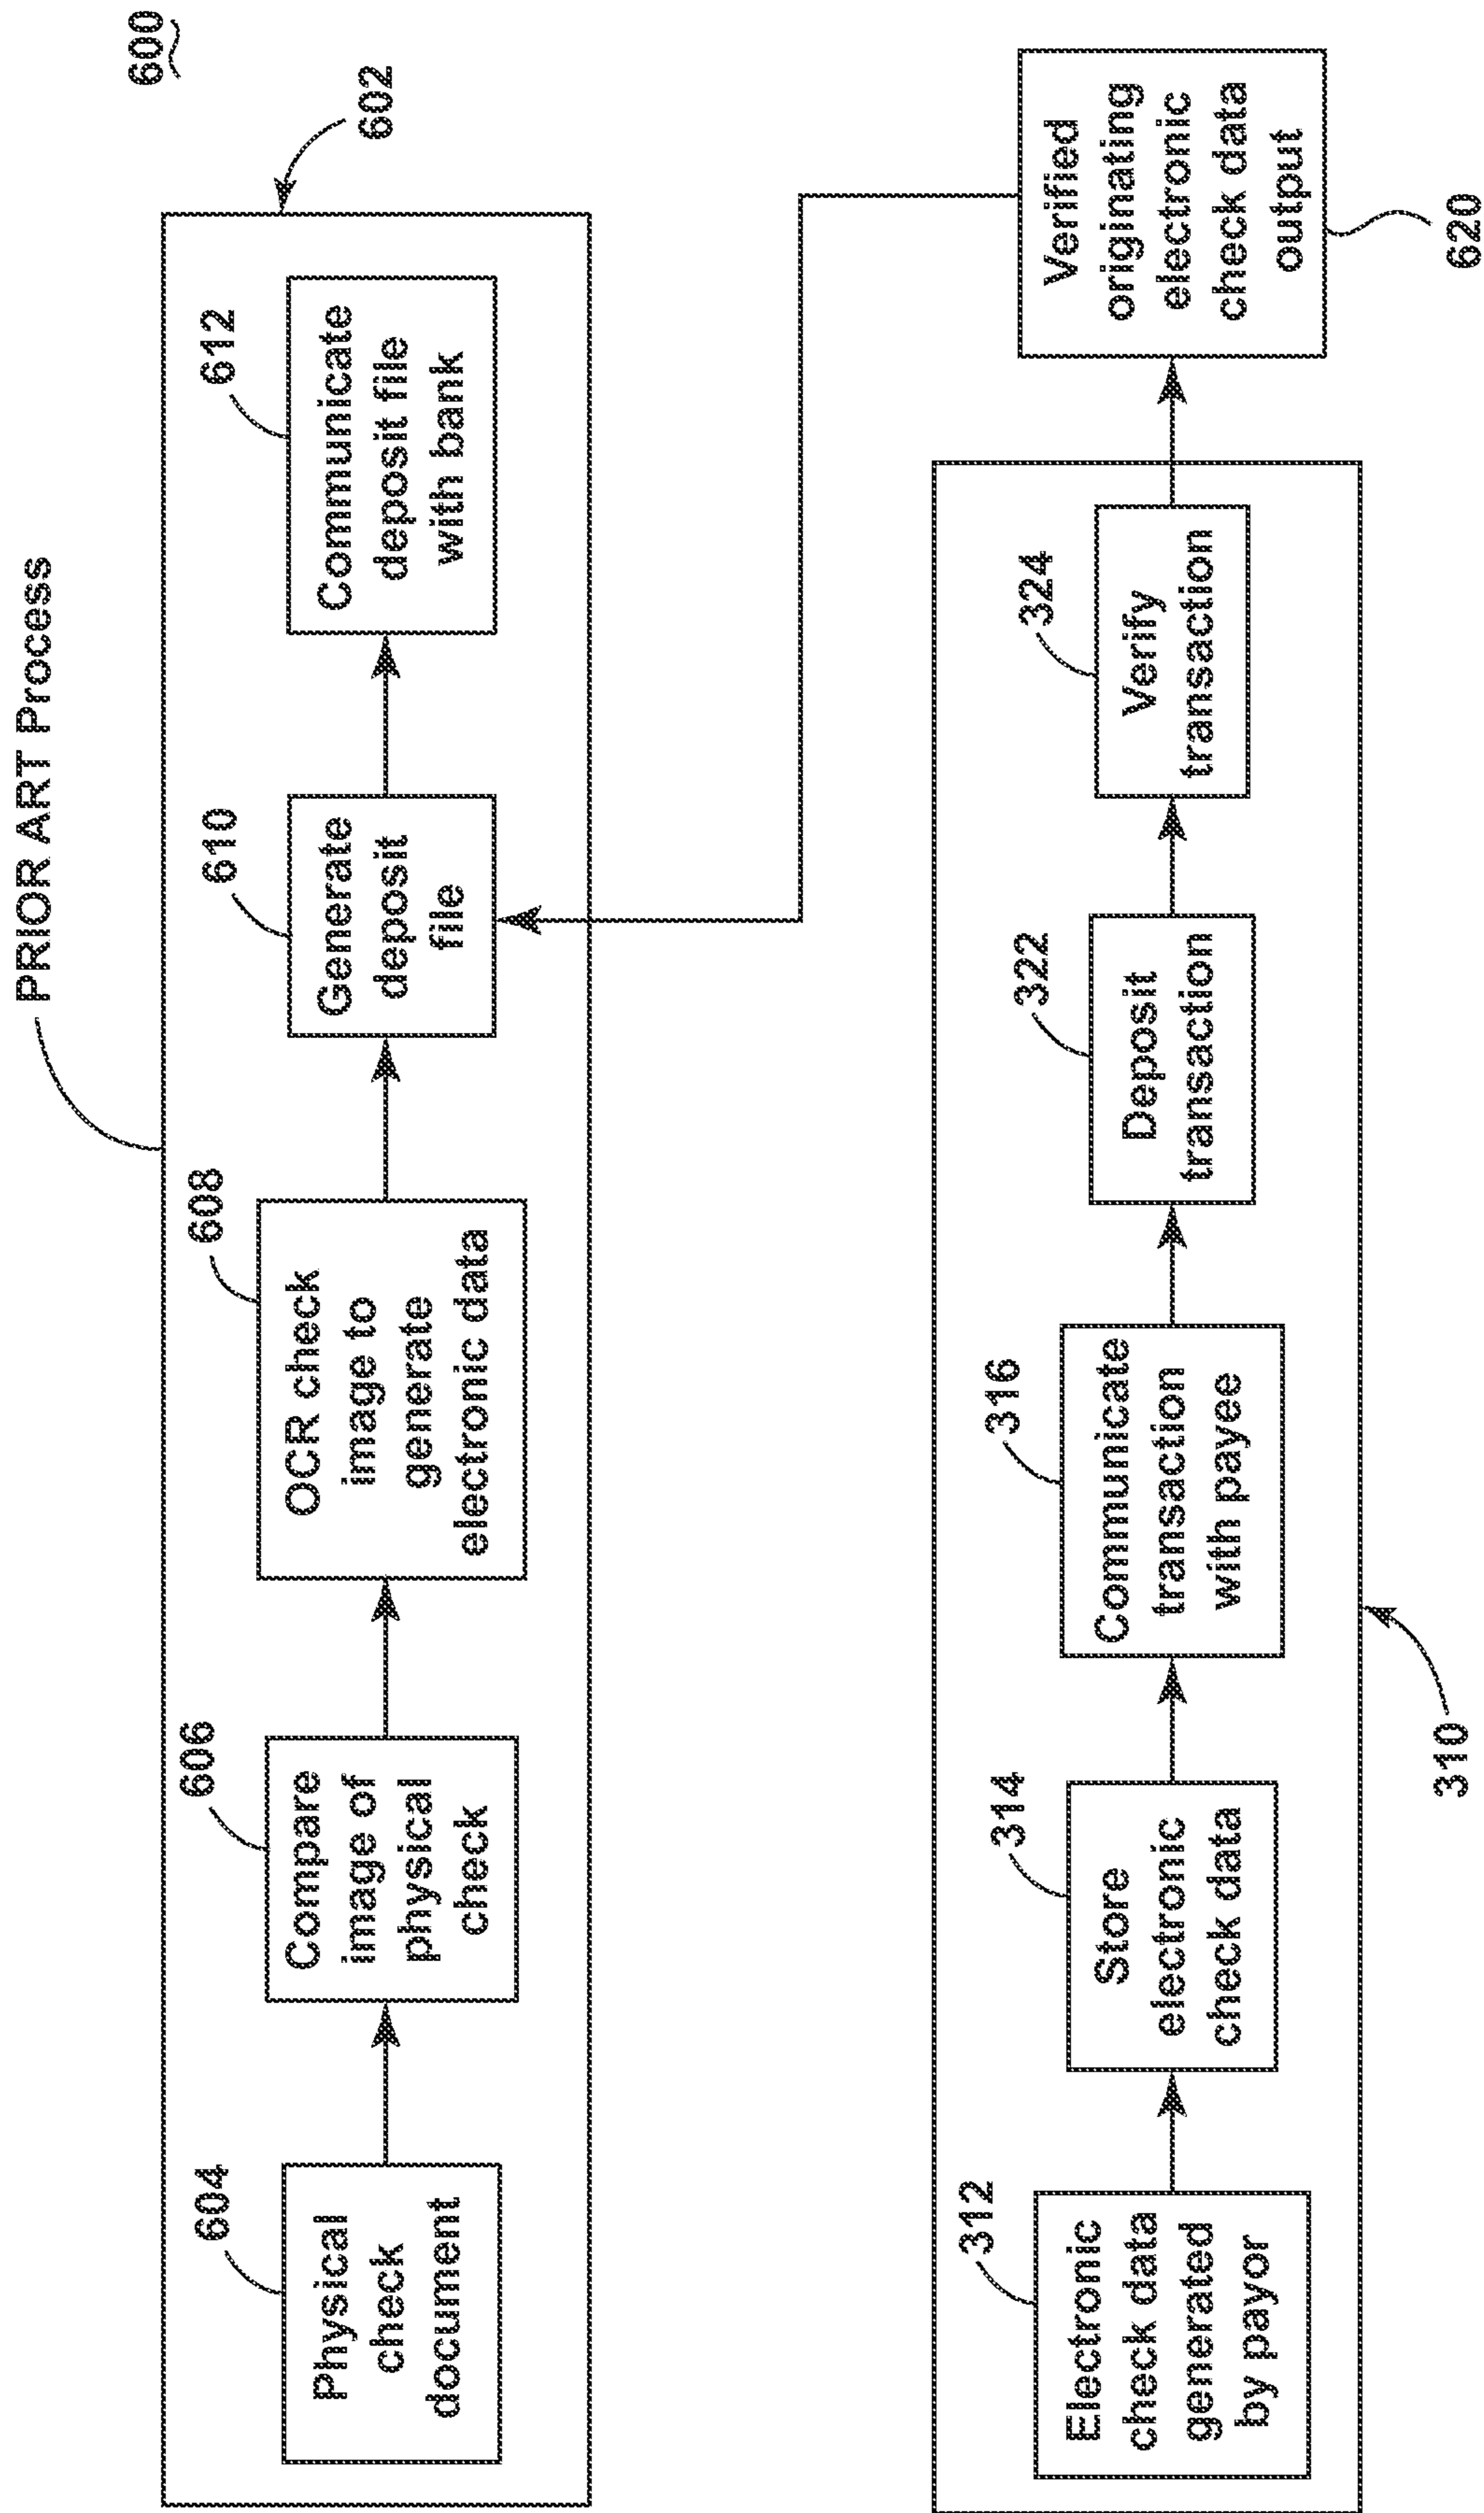 600
PRIOR ART Process
602
604
Physical
check
document
606
Compare
image of
physical
check
608
OCR check
image to
generate
electronic data
610
Generate
deposit
file
612
Communicate
deposit file
with bank
312
Electronic
check data
generated
by payor
314
Store
electronic
check data
316
Communicate
transaction
with payee
322
Deposit
transaction
324
Verify
transaction
Verified
originating
electronic
check data
output
620
310